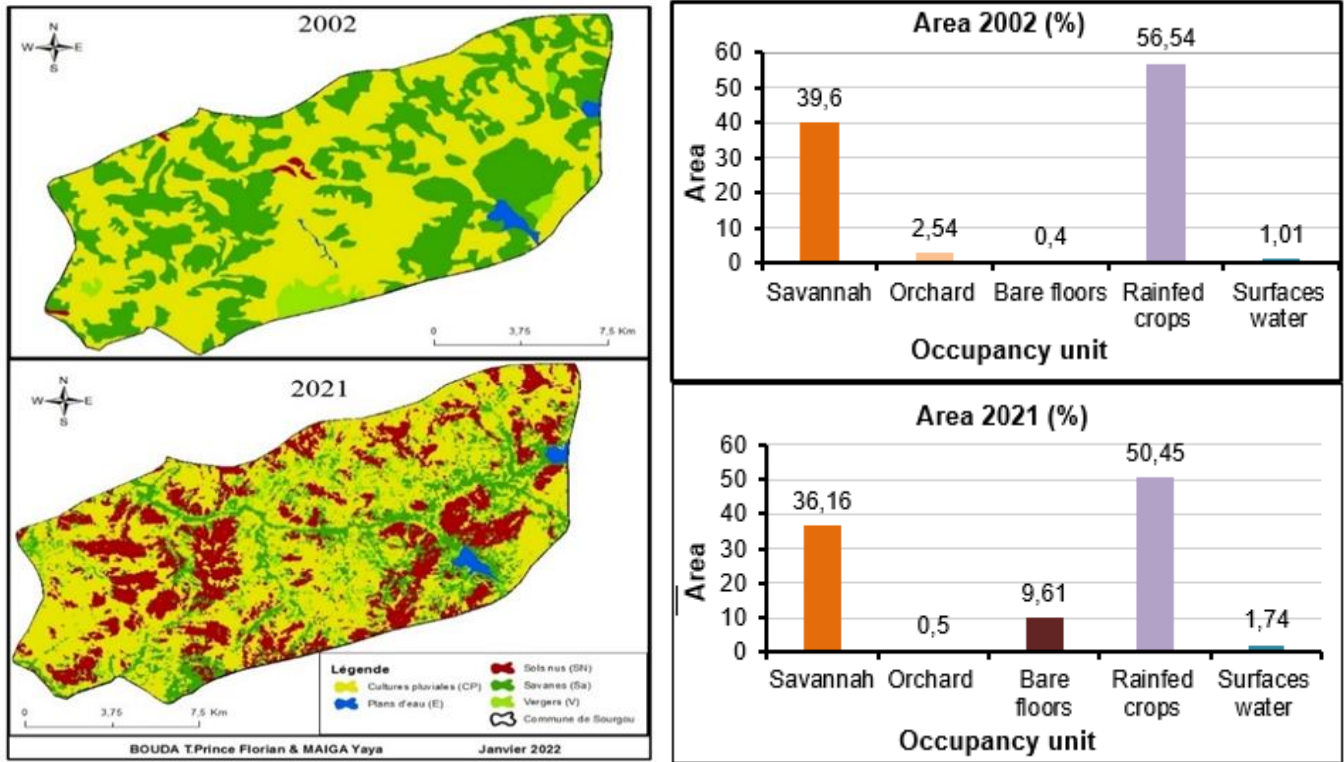 2002
N
W E
S
0 3,75 7,5 Km
2021
N
W E
S
Légende
Cultures pluviales (CP)
Plans d'eau (E)
Sols nus (SN)
Savanes (Sa)
Vergers (V)
Commune de Sourgou
0 3,75 7,5 Km
BOUDA T.Prince Florian & MAIGA Yaya Janvier 2022
Area 2002 (%)
60
50
40
30
20
10
0
Area
39,6
2,54
0,4
56,54
1,01
Savannah
Orchard
Bare floors
Rainfed
crops
Surfaces
water
Occupancy unit
Area 2021 (%)
60
50
40
30
20
10
0
Area
36,16
0,5
9,61
50,45
1,74
Savannah
Orchard
Bare
floors
Rainfed
crops
Surfaces
water
Occupancy unit